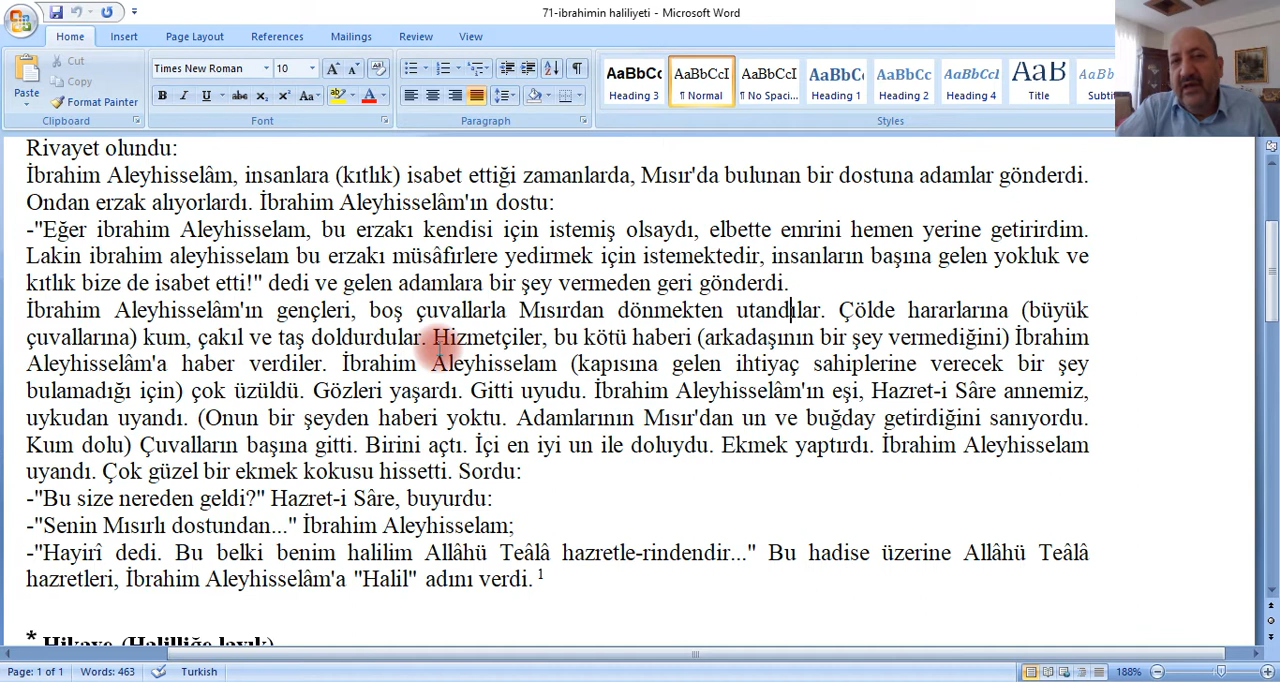 71-ibrahimin haliliyeti - Microsoft Word
Home Insert Page Layout References Mailings Review View
Cut
Copy
Paste
Format Painter
Times New Roman 10
AaBbCc AaBbCcI AaBbCcI AaBbC AaBbCc AaBbCcI AaB AaBb
Heading 3 ¶ Normal ¶ No Spaci... Heading 1 Heading 2 Heading 4 Title Subti
Clipboard Font Paragraph Styles
Rivayet olundu:
İbrahim Aleyhisselâm, insanlara (kıtlık) isabet ettiği zamanlarda, Mısır'da bulunan bir dostuna adamlar gönderdi.
Ondan erzak alıyorlardı. İbrahim Aleyhisselâm'ın dostu:
-"Eğer ibrahim Aleyhisselam, bu erzakı kendisi için istemiş olsaydı, elbette emrini hemen yerine getirirdim.
Lakin ibrahim aleyhisselam bu erzakı müsâfırlere yedirmek için istemektedir, insanların başına gelen yokluk ve
kıtlık bize de isabet etti!" dedi ve gelen adamlara bir şey vermeden geri gönderdi.
İbrahim Aleyhisselâm'ın gençleri, boş çuvallarla Mısırdan dönmekten utandılar. Çölde hararlarına (büyük
çuvallarına) kum, çakıl ve taş doldurdular. Hizmetçiler, bu kötü haberi (arkadaşının bir şey vermediğini) İbrahim
Aleyhisselâm'a haber verdiler. İbrahim Aleyhisselam (kapısına gelen ihtiyaç sahiplerine verecek bir şey
bulamadığı için) çok üzüldü. Gözleri yaşardı. Gitti uyudu. İbrahim Aleyhisselâm'ın eşi, Hazret-i Sâre annemiz,
uykudan uyandı. (Onun bir şeyden haberi yoktu. Adamlarının Mısır'dan un ve buğday getirdiğini sanıyordu.
Kum dolu) Çuvalların başına gitti. Birini açtı. İçi en iyi un ile doluydu. Ekmek yaptırdı. İbrahim Aleyhisselam
uyandı. Çok güzel bir ekmek kokusu hissetti. Sordu:
-"Bu size nereden geldi?" Hazret-i Sâre, buyurdu:
-"Senin Mısırlı dostundan..." İbrahim Aleyhisselam;
-"Hayirî dedi. Bu belki benim halilim Allâhü Teâlâ hazretle-rindendir..." Bu hadise üzerine Allâhü Teâlâ
hazretleri, İbrahim Aleyhisselâm'a "Halil" adını verdi. 1
* Hikaye (Halilliğe layık)
Page: 1 of 1 Words: 463 Turkish 188%